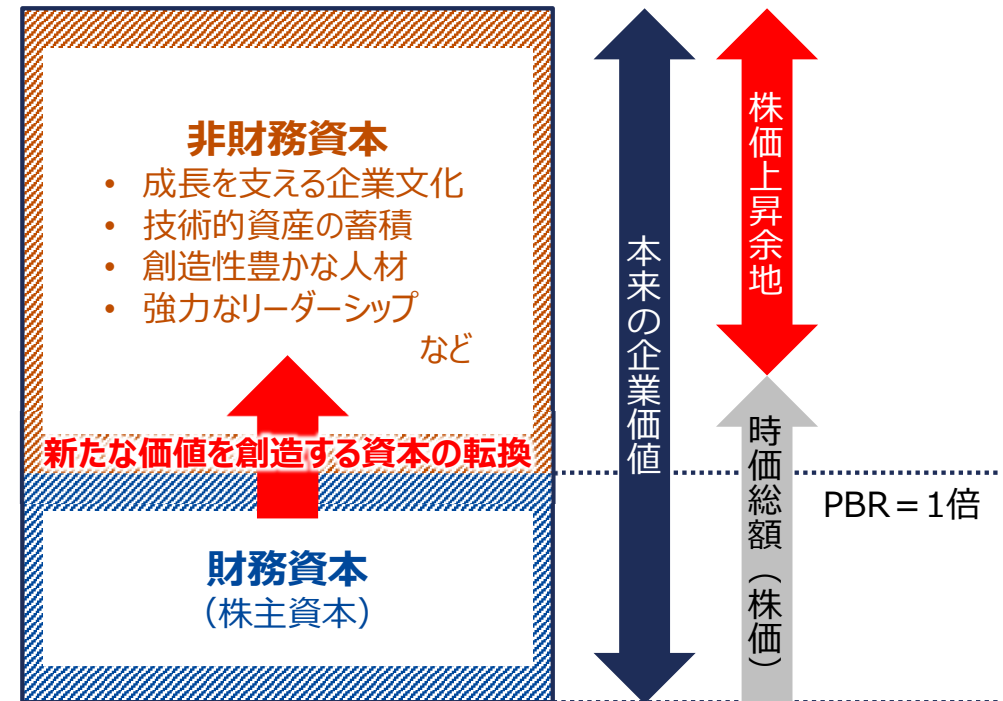 非財務資本
• 成長を支える企業文化
• 技術的資産の蓄積
• 創造性豊かな人材
• 強力なリーダーシップ
など
新たな価値を創造する資本の転換
財務資本
（株主資本）
本来の企業価値
株価上昇余地
時価総額（株価）
PBR＝1倍